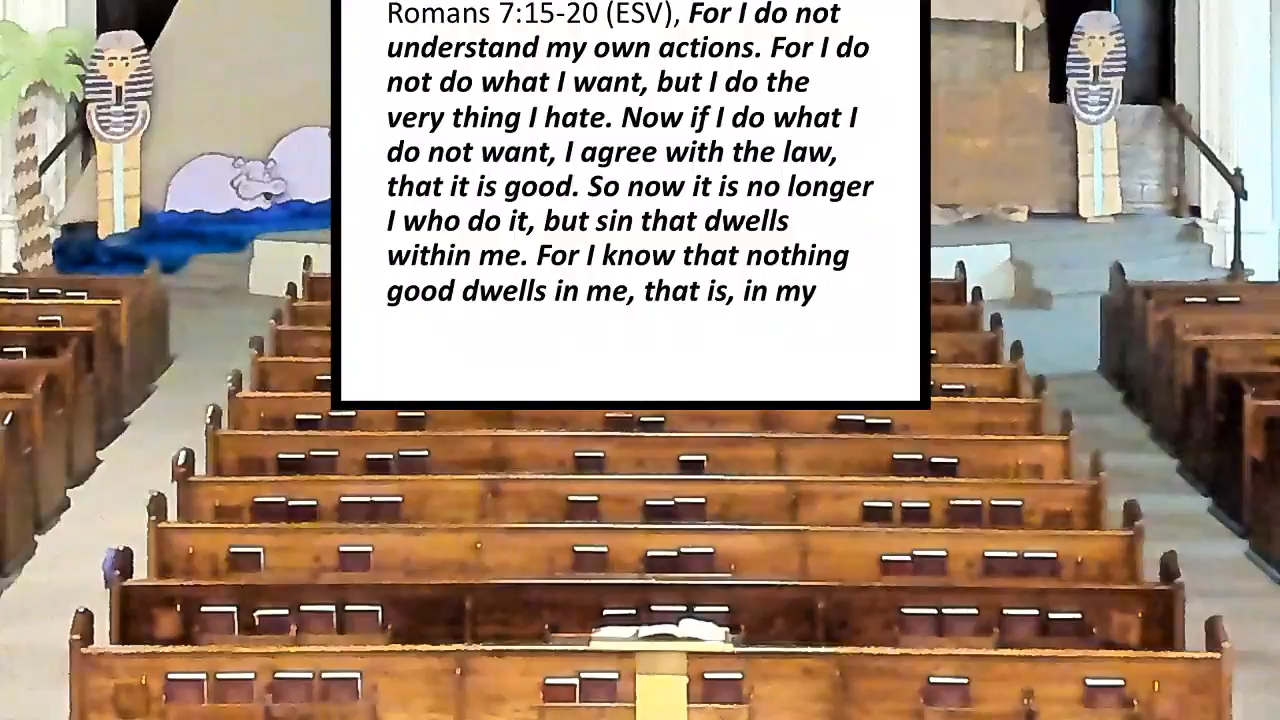 Romans 7:15-20 (ESV), For I do not
understand my own actions. For I do
not do what I want, but I do the
very thing I hate. Now if I do what I
do not want, I agree with the law,
that it is good. So now it is no longer
I who do it, but sin that dwells
within me. For I know that nothing
good dwells in me, that is, in my